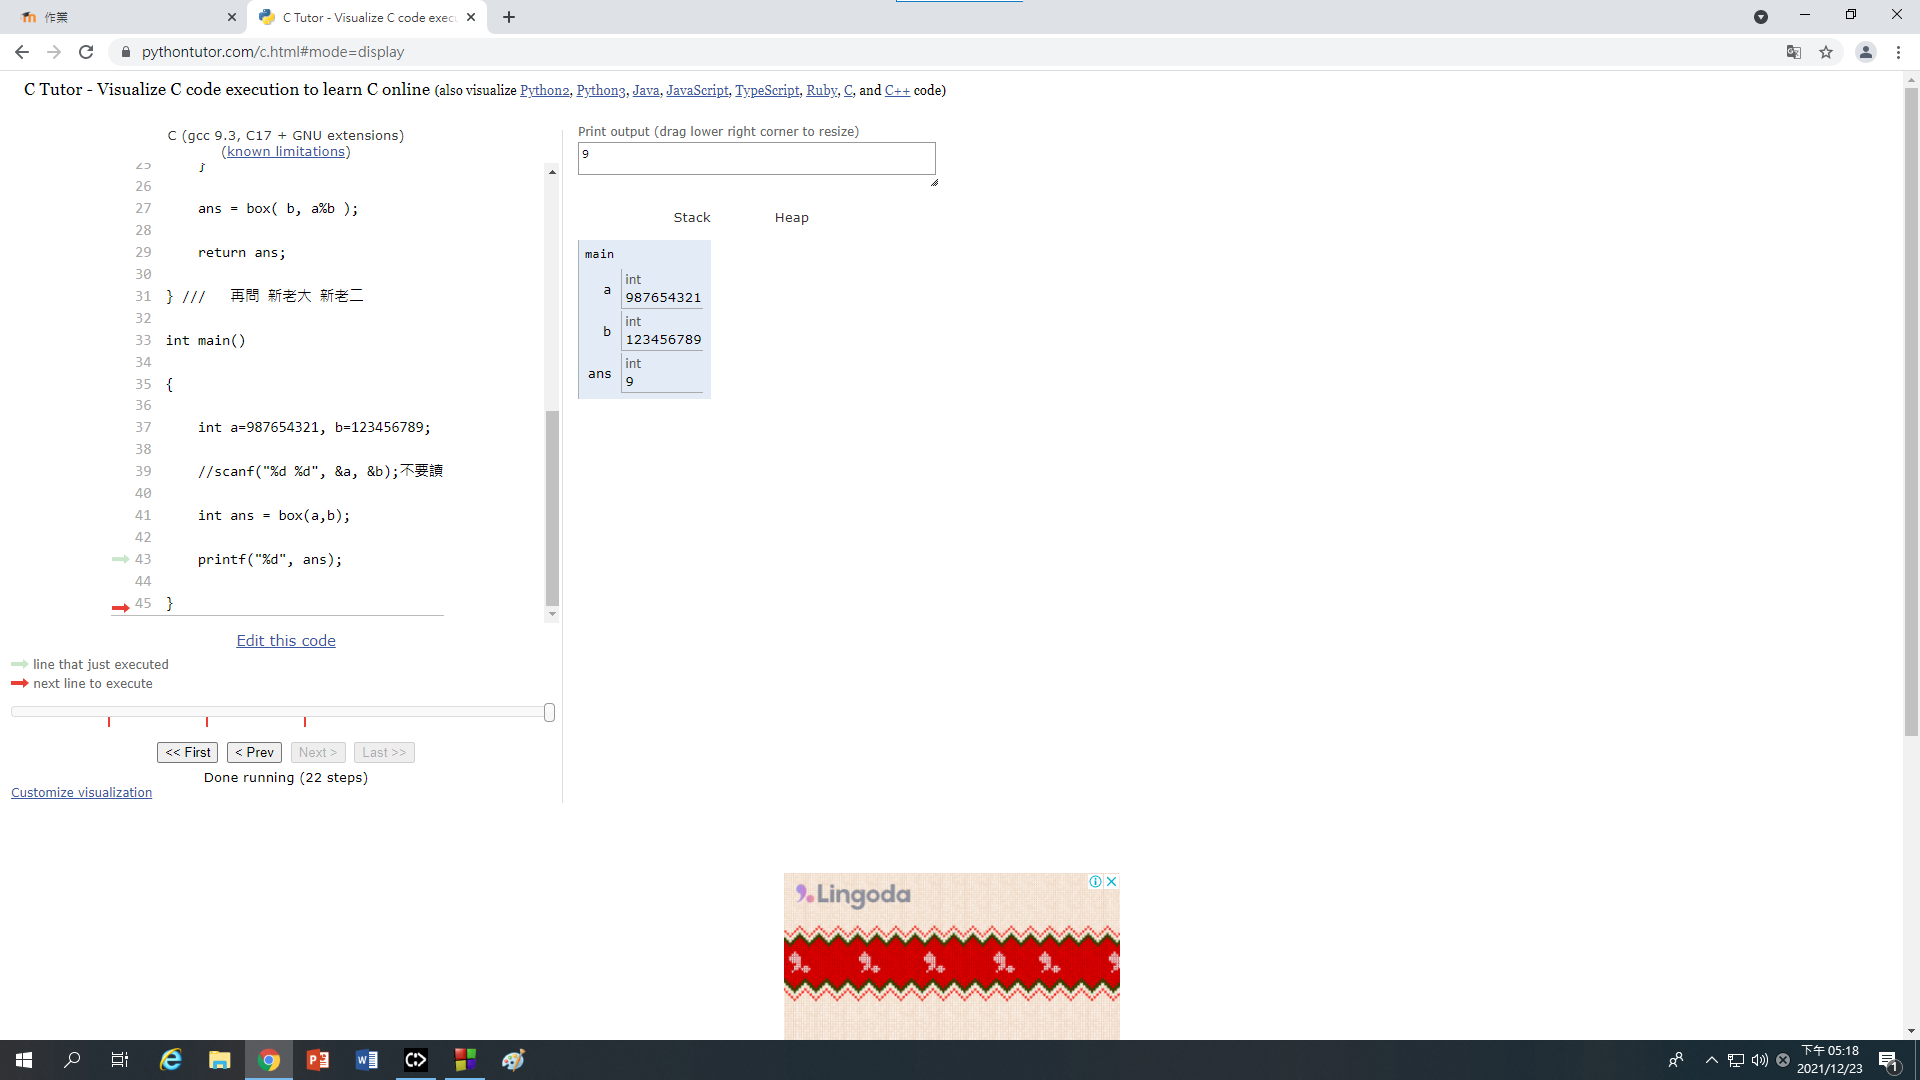 作業
C Tutor - Visualize C code execu
pythontutor.com/c.html#mode=display
C Tutor - Visualize C code execution to learn C online (also visualize Python2, Python3, Java, JavaScript, TypeScript, Ruby, C, and C++ code)
C (gcc 9.3, C17 + GNU extensions)
(known limitations)
25 }
26
27 ans = box( b, a%b );
28
29 return ans;
30
31 } /// 再問 新老大 新老二
32
33 int main()
34
35 {
36
37 int a=987654321, b=123456789;
38
39 //scanf("%d %d", &a, &b);不要讀
40
41 int ans = box(a,b);
42
43 printf("%d", ans);
44
45 }
Edit this code
line that just executed
next line to execute
<< First < Prev Next > Last >>
Done running (22 steps)
Customize visualization
Print output (drag lower right corner to resize)
9
Stack Heap
main
a int 987654321
b int 123456789
ans int 9
Lingoda
下午 05:18
2021/12/23
1